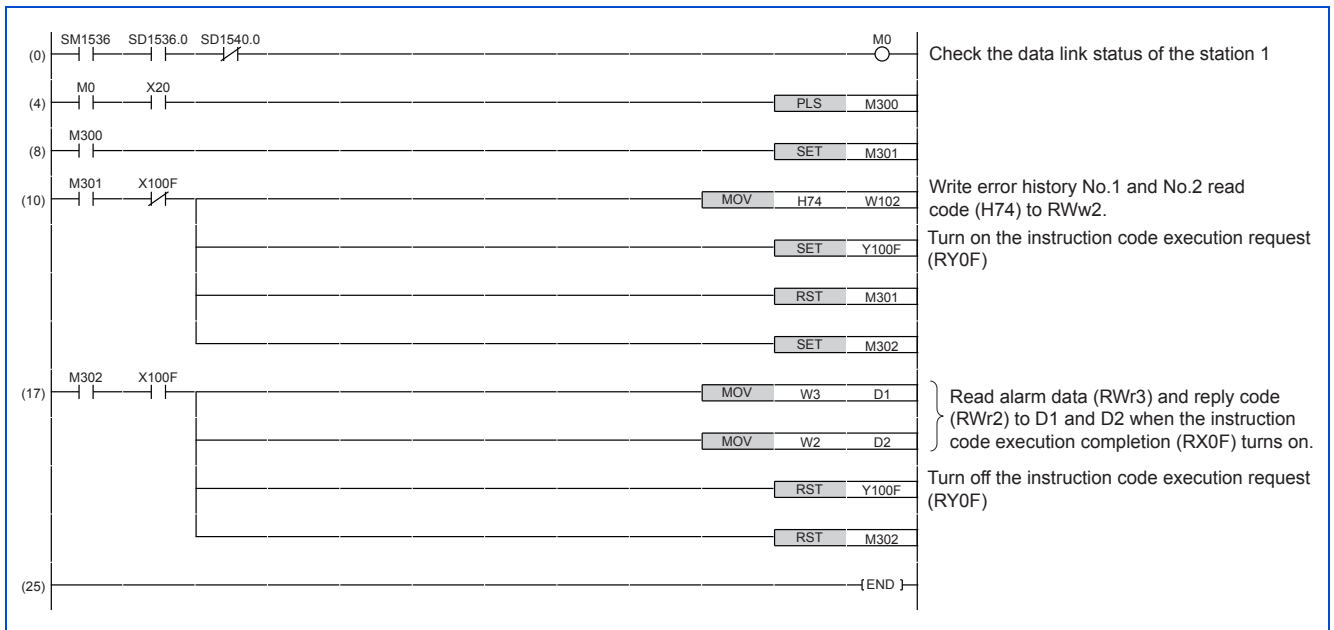 SM1536 SD1536.0 SD1540.0 M0
(0) Check the data link status of the station 1
M0 X20
(4) PLS M300
M300
(8) SET M301
M301 X100F
(10) MOV H74 W102
Write error history No.1 and No.2 read
code (H74) to RWw2.
SET Y100F
Turn on the instruction code execution request
(RY0F)
RST M301
SET M302
M302 X100F
(17) MOV W3 D1
MOV W2 D2
Read alarm data (RWr3) and reply code
(RWr2) to D1 and D2 when the instruction
code execution completion (RX0F) turns on.
RST Y100F
Turn off the instruction code execution request
(RY0F)
RST M302
(25) END